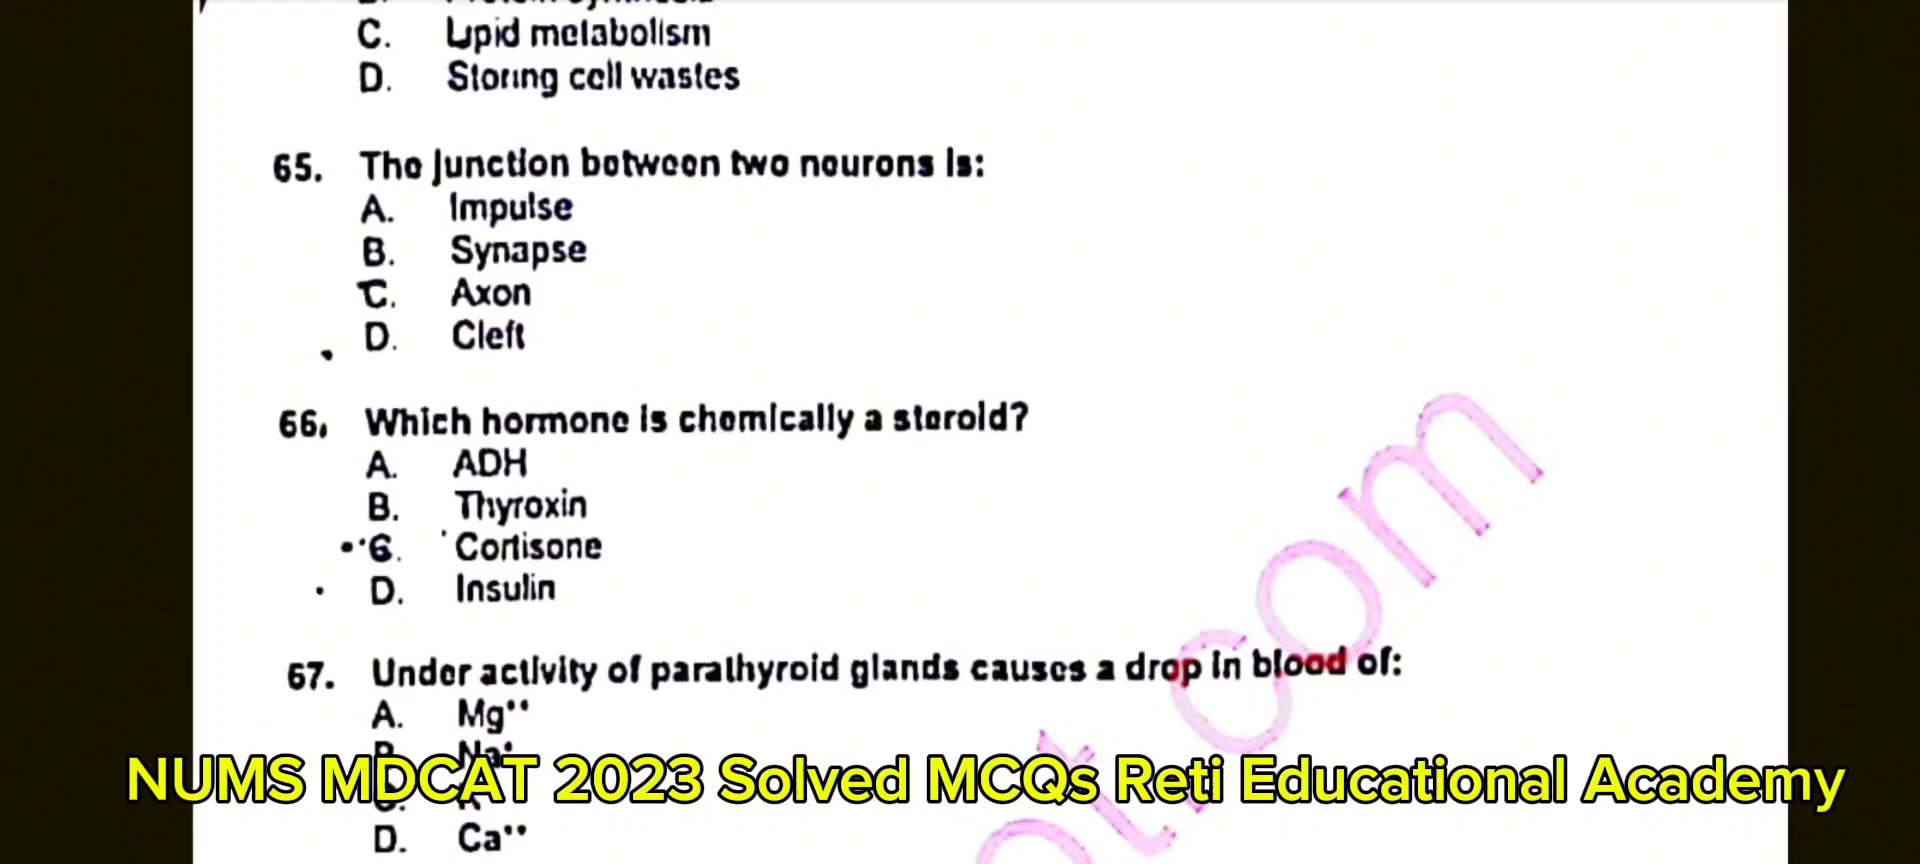 C. Lipid metabolism
D. Storing cell wastes
65. The junction between two neurons is:
A. Impulse
B. Synapse
C. Axon
D. Cleft
66. Which hormone is chemically a steroid?
A. ADH
B. Thyroxin
C. Cortisone
D. Insulin
67. Under activity of parathyroid glands causes a drop in blood of:
A. Mg⁺⁺
B. Na⁺
NUMS MDCAT 2023 Solved MCQs Reti Educational Academy
D. Ca⁺⁺
ot.com